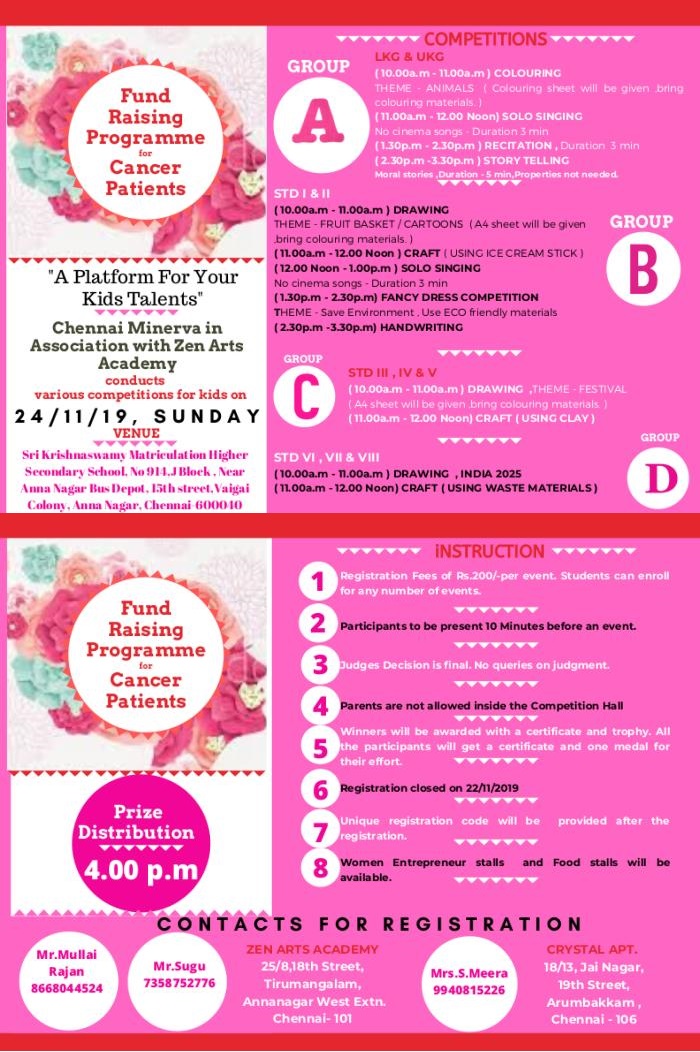 Fund
Raising
Programme
for
Cancer
Patients
"A Platform For Your
Kids Talents"
Chennai Minerva in
Association with Zen Arts
Academy
conducts
various competitions for kids on
24/11/19, SUNDAY
VENUE
Sri Krishnaswamy Matriculation Higher
Secondary School, No 914,J Block , Near
Anna Nagar Bus Depot, 15th street,Vaigai
Colony, Anna Nagar, Chennai-600040
COMPETITIONS
GROUP
A
LKG & UKG
( 10.00a.m - 11.00a.m ) COLOURING
THEME - ANIMALS ( Colouring sheet will be given .bring
colouring materials. )
( 11.00a.m - 12.00 Noon) SOLO SINGING
No cinema songs - Duration 3 min
( 1.30pm - 2.30pm ) RECITATION , Duration 3 min
( 2.30p.m -3.30p.m ) STORY TELLING
Moral stories ,Duration - 5 min,Properties not needed.
STD I & II
( 10.00a.m - 11.00a.m ) DRAWING
THEME - FRUIT BASKET / CARTOONS ( A4 sheet will be given
.bring colouring materials. )
( 11.00a.m - 12.00 Noon ) CRAFT ( USING ICE CREAM STICK )
( 12.00 Noon - 1.00p.m ) SOLO SINGING
No cinema songs - Duration 3 min
( 1.30p.m - 2.30p.m) FANCY DRESS COMPETITION
THEME - Save Environment , Use ECO friendly materials
( 2.30p.m -3.30p.m) HANDWRITING
GROUP
B
GROUP
C
STD III , IV & V
( 10.00a.m - 11.00a.m ) DRAWING ,THEME - FESTIVAL
( A4 sheet will be given .bring colouring materials. )
( 11.00a.m - 12.00 Noon) CRAFT ( USING CLAY )
GROUP
D
STD VI , VII & VIII
( 10.00a.m - 11.00a.m ) DRAWING , INDIA 2025
( 11.00a.m - 12.00 Noon) CRAFT ( USING WASTE MATERIALS )
Fund
Raising
Programme
for
Cancer
Patients
Prize
Distribution
4.00 p.m
iNSTRUCTION
1 Registration Fees of Rs.200/-per event. Students can enroll
for any number of events.
2 Participants to be present 10 Minutes before an event.
3 Judges Decision is final. No queries on judgment.
4 Parents are not allowed inside the Competition Hall
5 Winners will be awarded with a certificate and trophy. All
the participants will get a certificate and one medal for
their effort.
6 Registration closed on 22/11/2019
7 Unique registration code will be provided after the
registration.
8 Women Entrepreneur stalls and Food stalls will be
available.
CONTACTS FOR REGISTRATION
Mr.Mullai
Rajan
8668044524
Mr.Sugu
7358752776
ZEN ARTS ACADEMY
25/8,18th Street,
Tirumangalam,
Annanagar West Extn.
Chennai- 101
Mrs.S.Meera
9940815226
CRYSTAL APT.
18/13, Jai Nagar,
19th Street,
Arumbakkam ,
Chennai - 106